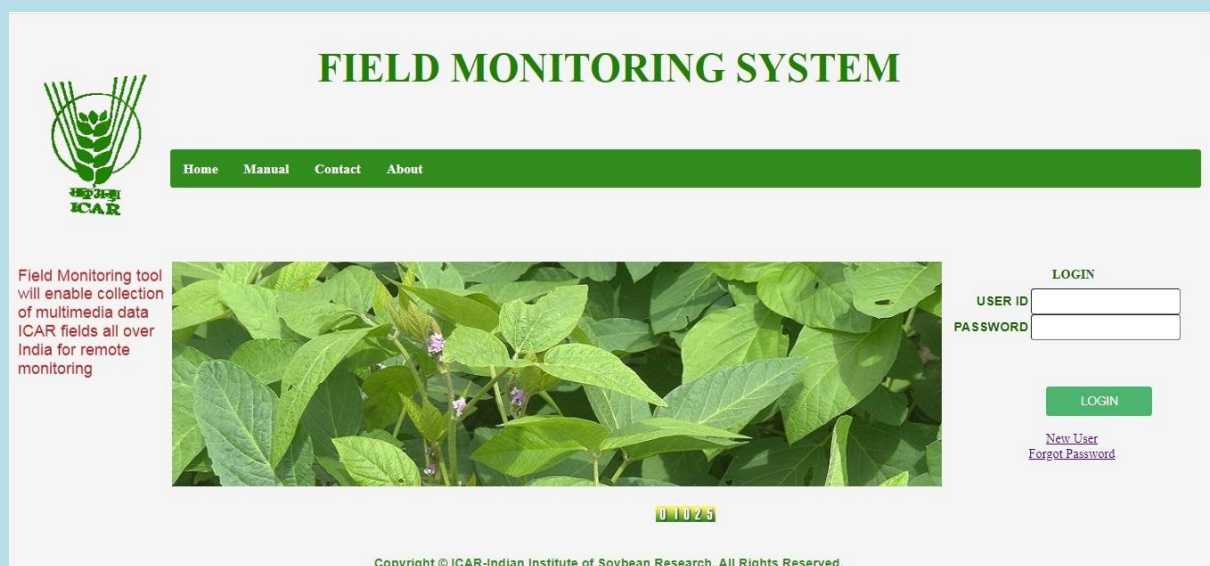 FIELD MONITORING SYSTEM
भाकृअनुप
ICAR
Home Manual Contact About
Field Monitoring tool
will enable collection
of multimedia data
ICAR fields all over
India for remote
monitoring
LOGIN
USER ID
PASSWORD
LOGIN
New User
Forgot Password
01025
Copyright © ICAR-Indian Institute of Soybean Research. All Rights Reserved.